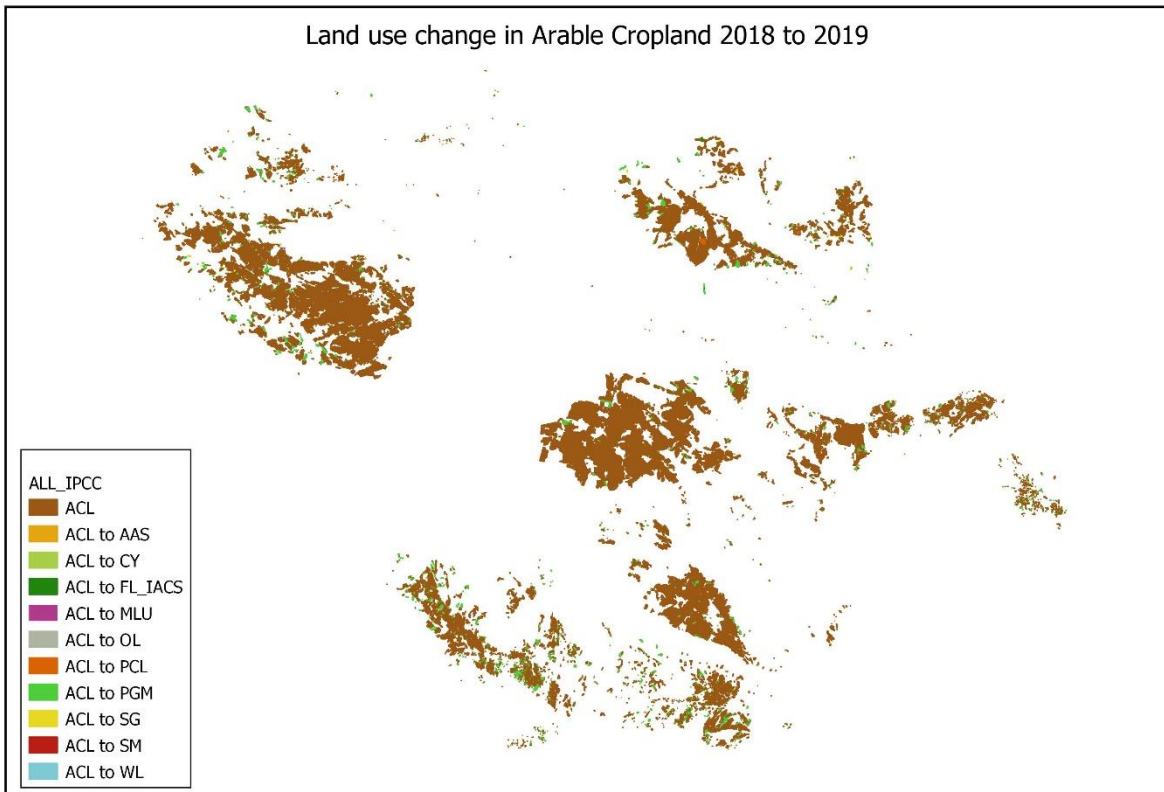 Land use change in Arable Cropland 2018 to 2019
ALL_IPCC
ACL
ACL to AAS
ACL to CY
ACL to FL_IACS
ACL to MLU
ACL to OL
ACL to PCL
ACL to PGM
ACL to SG
ACL to SM
ACL to WL